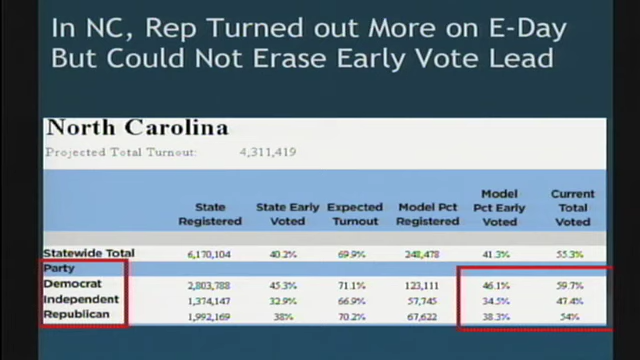 In NC, Rep Turned out More on E-Day
But Could Not Erase Early Vote Lead
North Carolina
Projected Total Turnout: 4,311,419
State Registered State Early Voted Expected Turnout Model Pct Registered Model Pct Early Voted Current Total Voted
Statewide Total 6,170,104 40.2% 69.9% 248,478 41.3% 55.3%
Party
Democrat 2,803,788 45.3% 71.1% 123,111 46.1% 59.7%
Independent 1,374,147 32.9% 66.9% 57,745 34.5% 47.4%
Republican 1,992,169 38% 70.2% 67,622 38.3% 54%